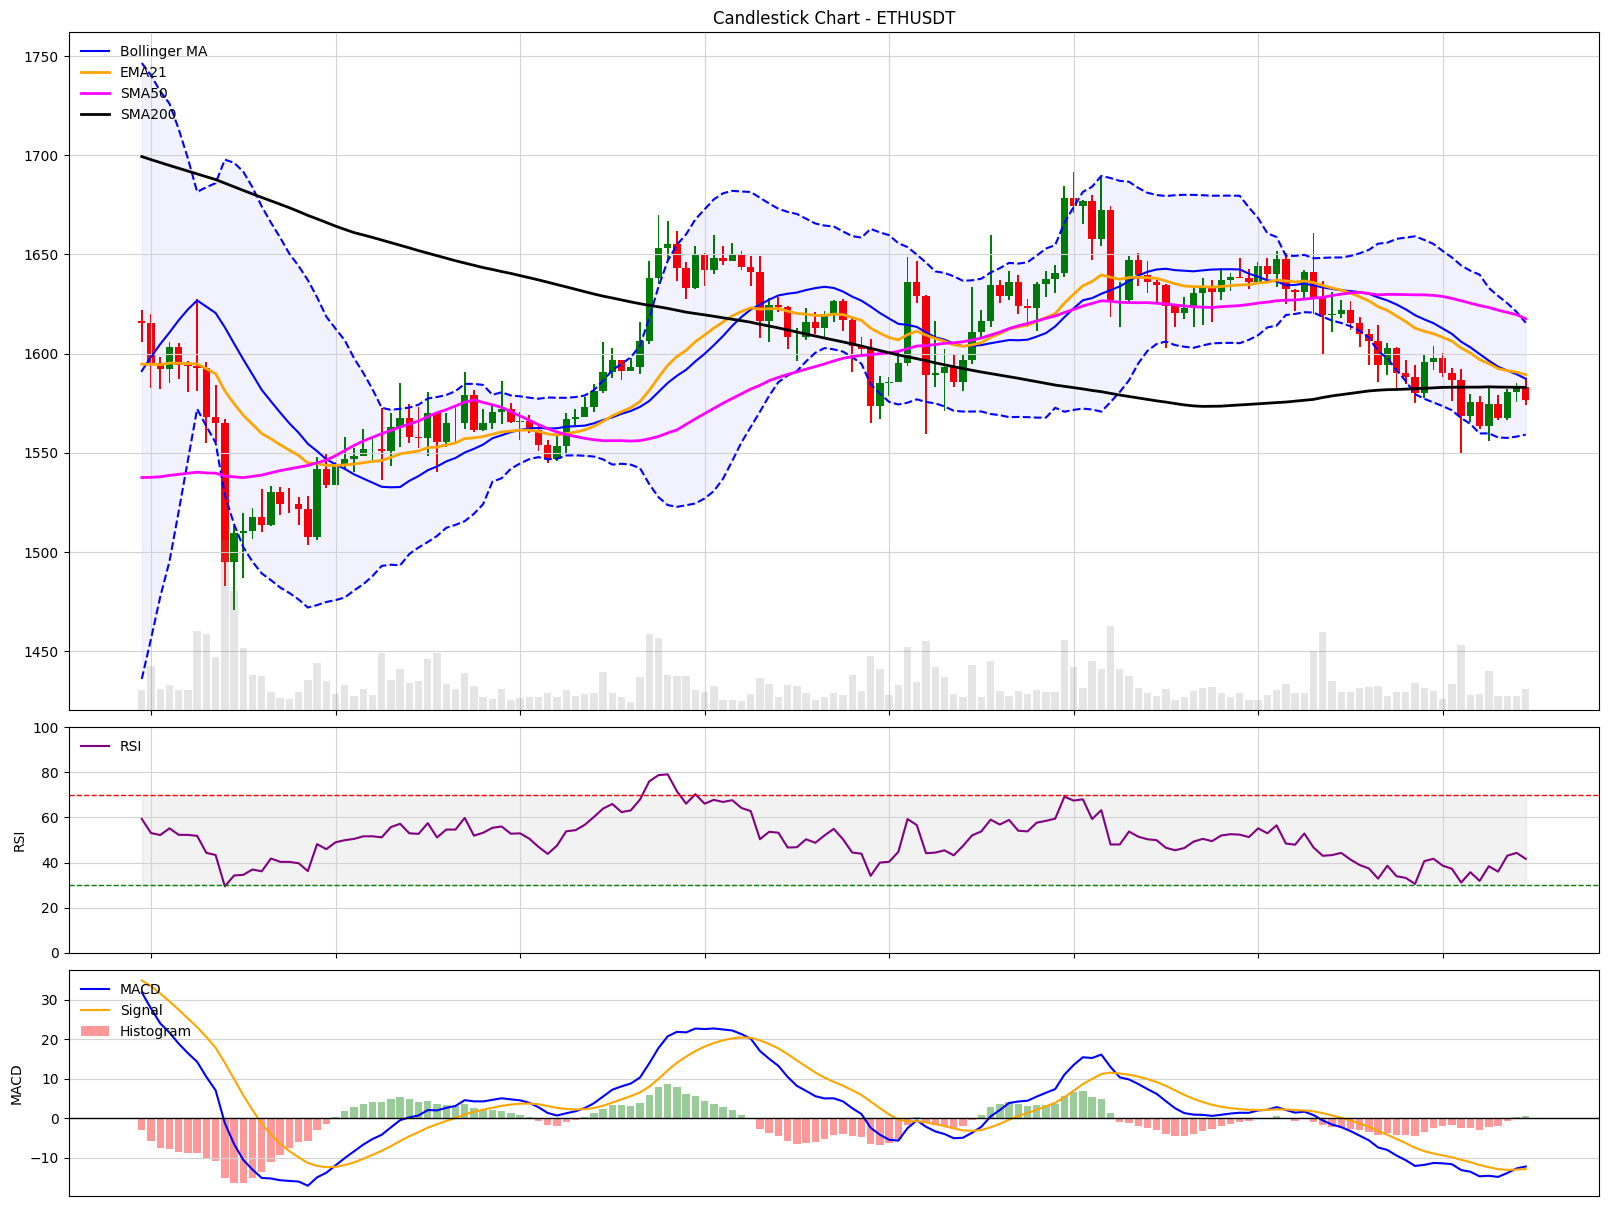 Candlestick Chart - ETHUSDT
Bollinger MA
EMA21
SMA50
SMA200
1750
1700
1650
1600
1550
1500
1450
RSI
100
80
60
40
20
0
RSI
MACD
Signal
Histogram
30
20
10
0
−10
MACD